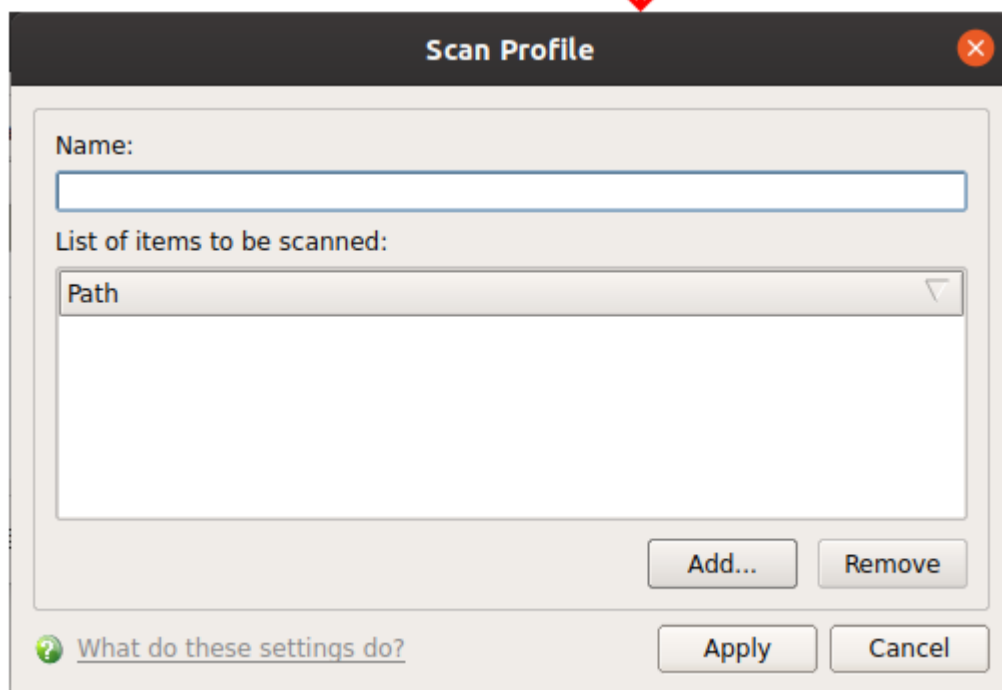 Scan Profile
Name:
List of items to be scanned:
Path
Add...
Remove
What do these settings do?
Apply
Cancel